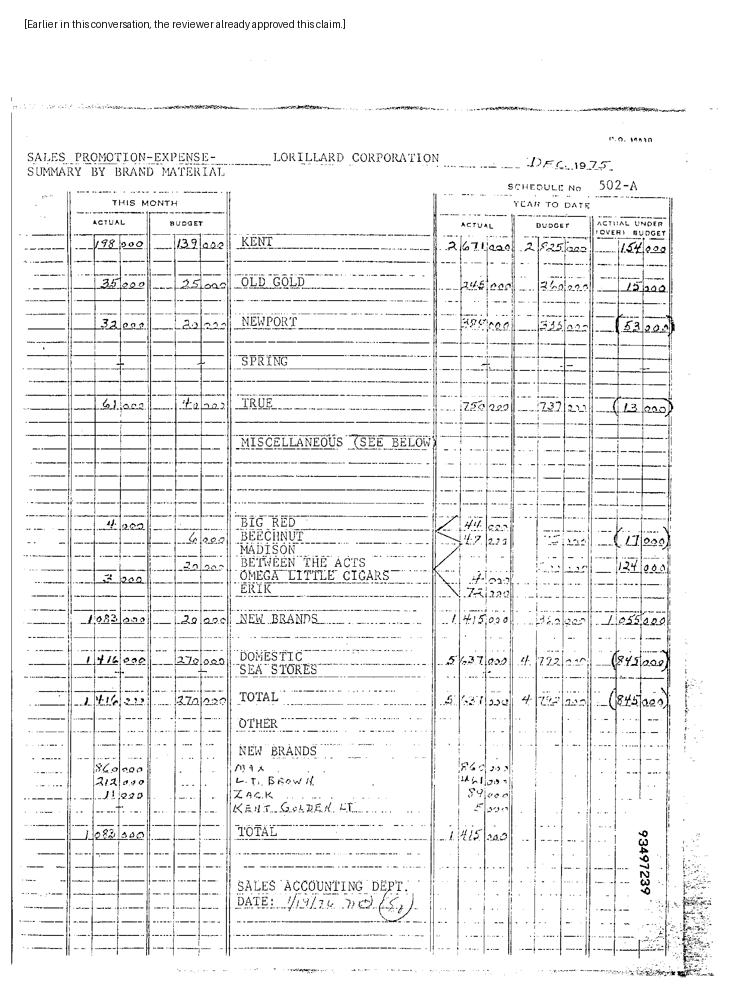 [Earlier in this conversation, the reviewer already approved this claim.]
SALES PROMOTION-EXPENSE- LORILLARD CORPORATION DEC. 1975
SUMMARY BY BRAND MATERIAL
SCHEDULE No 502-A
THIS MONTH YEAR TO DATE
ACTUAL BUDGET ACTUAL BUDGET ACTUAL UNDER (OVER) BUDGET
198 000 139 000 KENT 2 671 000 2 825 000 154 000
35 000 25 000 OLD GOLD 245 000 260 000 15 000
32 000 20 000 NEWPORT 000 000 (53 000)
- - SPRING - - -
61 000 40 000 TRUE 750 000 737 000 (13 000)
MISCELLANEOUS (SEE BELOW)
4 000 BIG RED 44 000
6 000 BEECHNUT 47 000 (17 000)
MADISON
20 000 BETWEEN THE ACTS 124 000
3 000 OMEGA LITTLE CIGARS 4 000
ERIK 72 000
1 083 000 20 000 NEW BRANDS 1 415 000 360 000 1 055 000
1 416 000 270 000 DOMESTIC 5 637 000 4 792 000 (845 000)
- - SEA STORES
1 416 000 270 000 TOTAL 5 637 000 4 792 000 (845 000)
OTHER
NEW BRANDS
860 000 MAX 860 000
212 000 L.T. BROWN 461 000
11 000 ZACK 89 000
- KENT GOLDEN LT 5 000
1 083 000 TOTAL 1 415 000
93497239
SALES ACCOUNTING DEPT.
DATE: 1/19/76